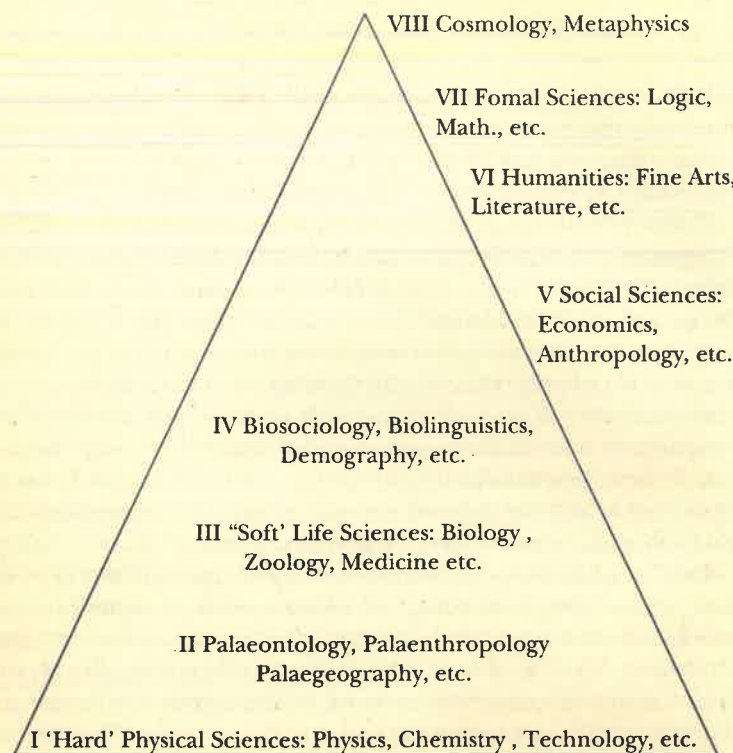 VIII Cosmology, Metaphysics
VII Fomal Sciences: Logic,
Math., etc.
VI Humanities: Fine Arts,
Literature, etc.
V Social Sciences:
Economics,
Anthropology, etc.
IV Biosociology, Biolinguistics,
Demography, etc.
III “Soft’ Life Sciences: Biology ,
Zoology, Medicine etc.
II Palaeontology, Palaenthropology
Palaegeography, etc.
I ‘Hard’ Physical Sciences: Physics, Chemistry , Technology, etc.